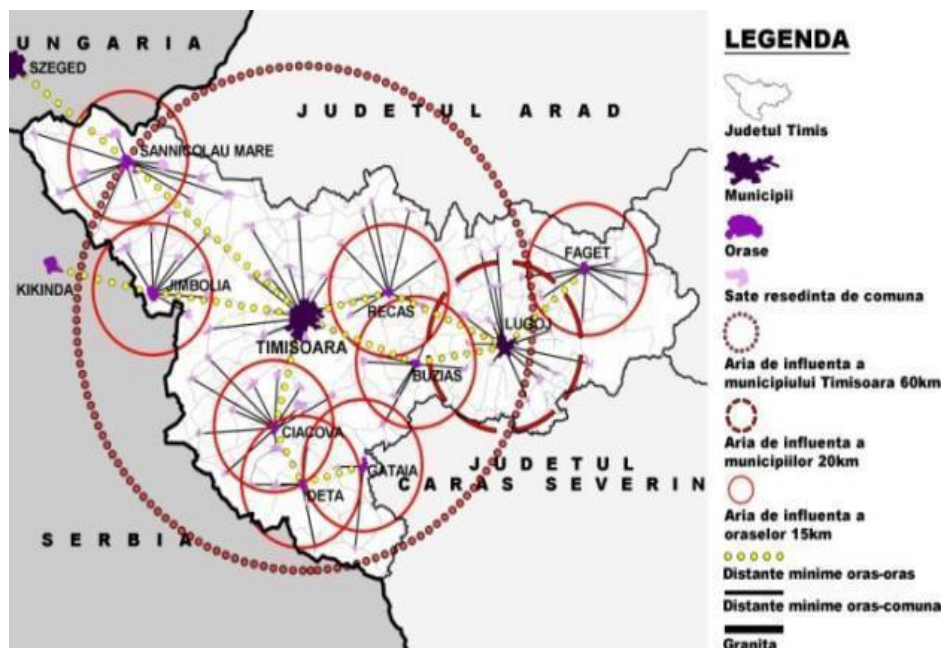 UNGARIA
SZEGED
JUDETUL ARAD
SANNICOLAU MARE
FAGET
KIKINDA
JIMBOLIA
RECAS
LUGOJ
TIMISOARA
BUZIAS
CIACOVA
GATAIA
DETA
JUDETUL
CARAS SEVERIN
SERBIA
LEGENDA
Judetul Timis
Municipii
Orase
Sate resedinta de comuna
Aria de influenta a
municipiului Timisoara 60km
Aria de influenta a
municipiilor 20km
Aria de influenta a
oraselor 15km
Distante minime oras-oras
Distante minime oras-comuna
Granita